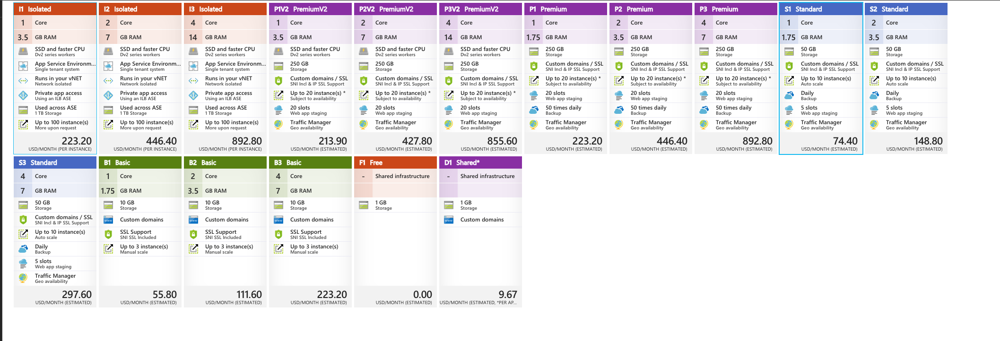 I1 Isolated
1 Core
3.5 GB RAM
SSD and faster CPU
Dv2 series workers
App Service Environm...
Single tenant system
Runs in your vNET
Network isolated
Private app access
Using an ILB ASE
Used across ASE
1 TB Storage
Up to 100 instance(s)
More upon request
223.20
USD/MONTH (PER INSTANCE)
I2 Isolated
2 Core
7 GB RAM
SSD and faster CPU
Dv2 series workers
App Service Environm...
Single tenant system
Runs in your vNET
Network isolated
Private app access
Using an ILB ASE
Used across ASE
1 TB Storage
Up to 100 instance(s)
More upon request
446.40
USD/MONTH (PER INSTANCE)
I3 Isolated
4 Core
14 GB RAM
SSD and faster CPU
Dv2 series workers
App Service Environm...
Single tenant system
Runs in your vNET
Network isolated
Private app access
Using an ILB ASE
Used across ASE
1 TB Storage
Up to 100 instance(s)
More upon request
892.80
USD/MONTH (PER INSTANCE)
P1V2 PremiumV2
1 Core
3.5 GB RAM
SSD and faster CPU
Dv2 series workers
250 GB
Storage
Custom domains / SSL
SNI Incl & IP SSL Support
Up to 20 instance(s) *
Subject to availability
20 slots
Web app staging
Traffic Manager
Geo availability
213.90
USD/MONTH (ESTIMATED)
P2V2 PremiumV2
2 Core
7 GB RAM
SSD and faster CPU
Dv2 series workers
250 GB
Storage
Custom domains / SSL
SNI Incl & IP SSL Support
Up to 20 instance(s) *
Subject to availability
20 slots
Web app staging
Traffic Manager
Geo availability
427.80
USD/MONTH (ESTIMATED)
P3V2 PremiumV2
4 Core
14 GB RAM
SSD and faster CPU
Dv2 series workers
250 GB
Storage
Custom domains / SSL
SNI Incl & IP SSL Support
Up to 20 instance(s) *
Subject to availability
20 slots
Web app staging
Traffic Manager
Geo availability
855.60
USD/MONTH (ESTIMATED)
P1 Premium
1 Core
1.75 GB RAM
250 GB
Storage
Custom domains / SSL
SNI Incl & IP SSL Support
Up to 20 instance(s) *
Subject to availability
20 slots
Web app staging
50 times daily
Backup
Traffic Manager
Geo availability
223.20
USD/MONTH (ESTIMATED)
P2 Premium
2 Core
3.5 GB RAM
250 GB
Storage
Custom domains / SSL
SNI Incl & IP SSL Support
Up to 20 instance(s) *
Subject to availability
20 slots
Web app staging
50 times daily
Backup
Traffic Manager
Geo availability
446.40
USD/MONTH (ESTIMATED)
P3 Premium
4 Core
7 GB RAM
250 GB
Storage
Custom domains / SSL
SNI Incl & IP SSL Support
Up to 20 instance(s) *
Subject to availability
20 slots
Web app staging
50 times daily
Backup
Traffic Manager
Geo availability
892.80
USD/MONTH (ESTIMATED)
S1 Standard
1 Core
1.75 GB RAM
50 GB
Storage
Custom domains / SSL
SNI Incl & IP SSL Support
Up to 10 instance(s)
Auto scale
Daily
Backup
5 slots
Web app staging
Traffic Manager
Geo availability
74.40
USD/MONTH (ESTIMATED)
S2 Standard
2 Core
3.5 GB RAM
50 GB
Storage
Custom domains / SSL
SNI Incl & IP SSL Support
Up to 10 instance(s)
Auto scale
Daily
Backup
5 slots
Web app staging
Traffic Manager
Geo availability
148.80
USD/MONTH (ESTIMATED)
S3 Standard
4 Core
7 GB RAM
50 GB
Storage
Custom domains / SSL
SNI Incl & IP SSL Support
Up to 10 instance(s)
Auto scale
Daily
Backup
5 slots
Web app staging
Traffic Manager
Geo availability
297.60
USD/MONTH (ESTIMATED)
B1 Basic
1 Core
1.75 GB RAM
10 GB
Storage
www Custom domains
SSL Support
SNI SSL Included
Up to 3 instance(s)
Manual scale
55.80
USD/MONTH (ESTIMATED)
B2 Basic
2 Core
3.5 GB RAM
10 GB
Storage
www Custom domains
SSL Support
SNI SSL Included
Up to 3 instance(s)
Manual scale
111.60
USD/MONTH (ESTIMATED)
B3 Basic
4 Core
7 GB RAM
10 GB
Storage
www Custom domains
SSL Support
SNI SSL Included
Up to 3 instance(s)
Manual scale
223.20
USD/MONTH (ESTIMATED)
F1 Free
- Shared infrastructure
1 GB
Storage
0.00
USD/MONTH (ESTIMATED)
D1 Shared*
- Shared infrastructure
1 GB
Storage
www Custom domains
9.67
USD/MONTH (ESTIMATED, *PER AP...